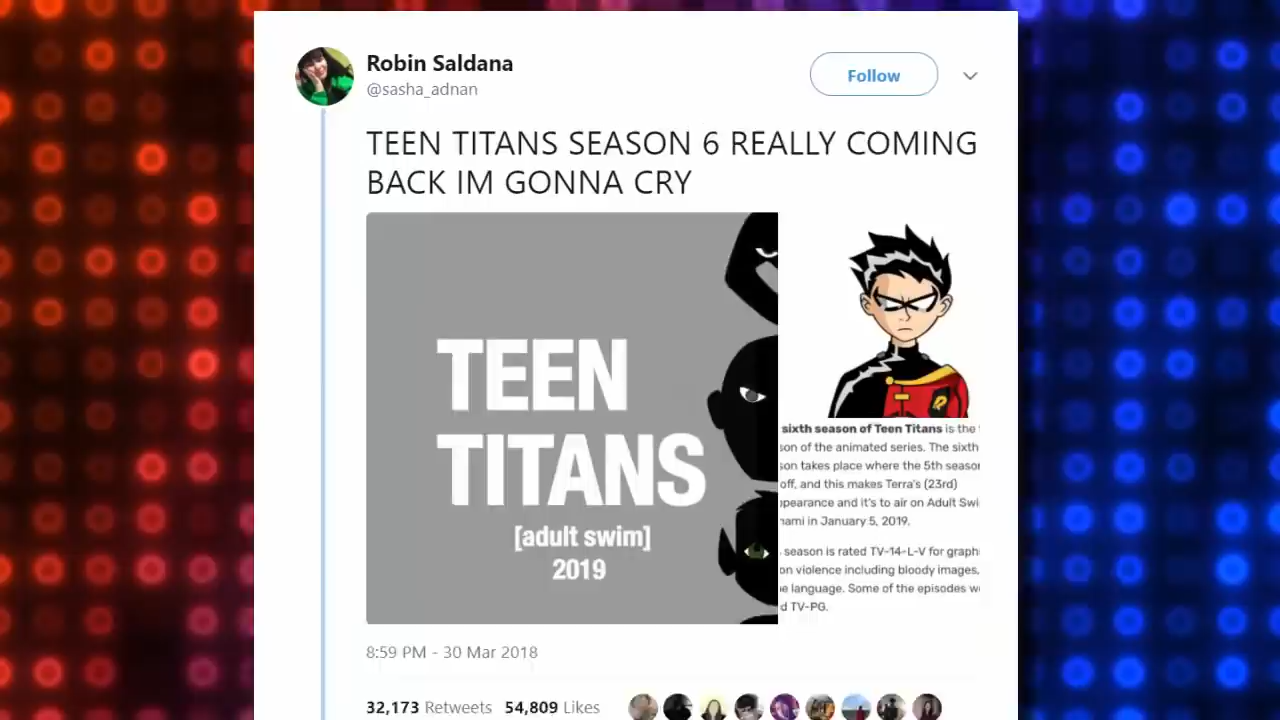 Robin Saldana
@sasha_adnan
Follow
TEEN TITANS SEASON 6 REALLY COMING
BACK IM GONNA CRY
TEEN
TITANS
[adult swim]
2019
R
sixth season of Teen Titans is the
son of the animated series. The sixth
son takes place where the 5th season
off, and this makes Terra's (23rd)
ppearance and it's to air on Adult Swi
nami in January 5, 2019.
season is rated TV-14-L-V for graph
on violence including bloody images,
e language. Some of the episodes w
d TV-PG.
8:59 PM - 30 Mar 2018
32,173 Retweets 54,809 Likes